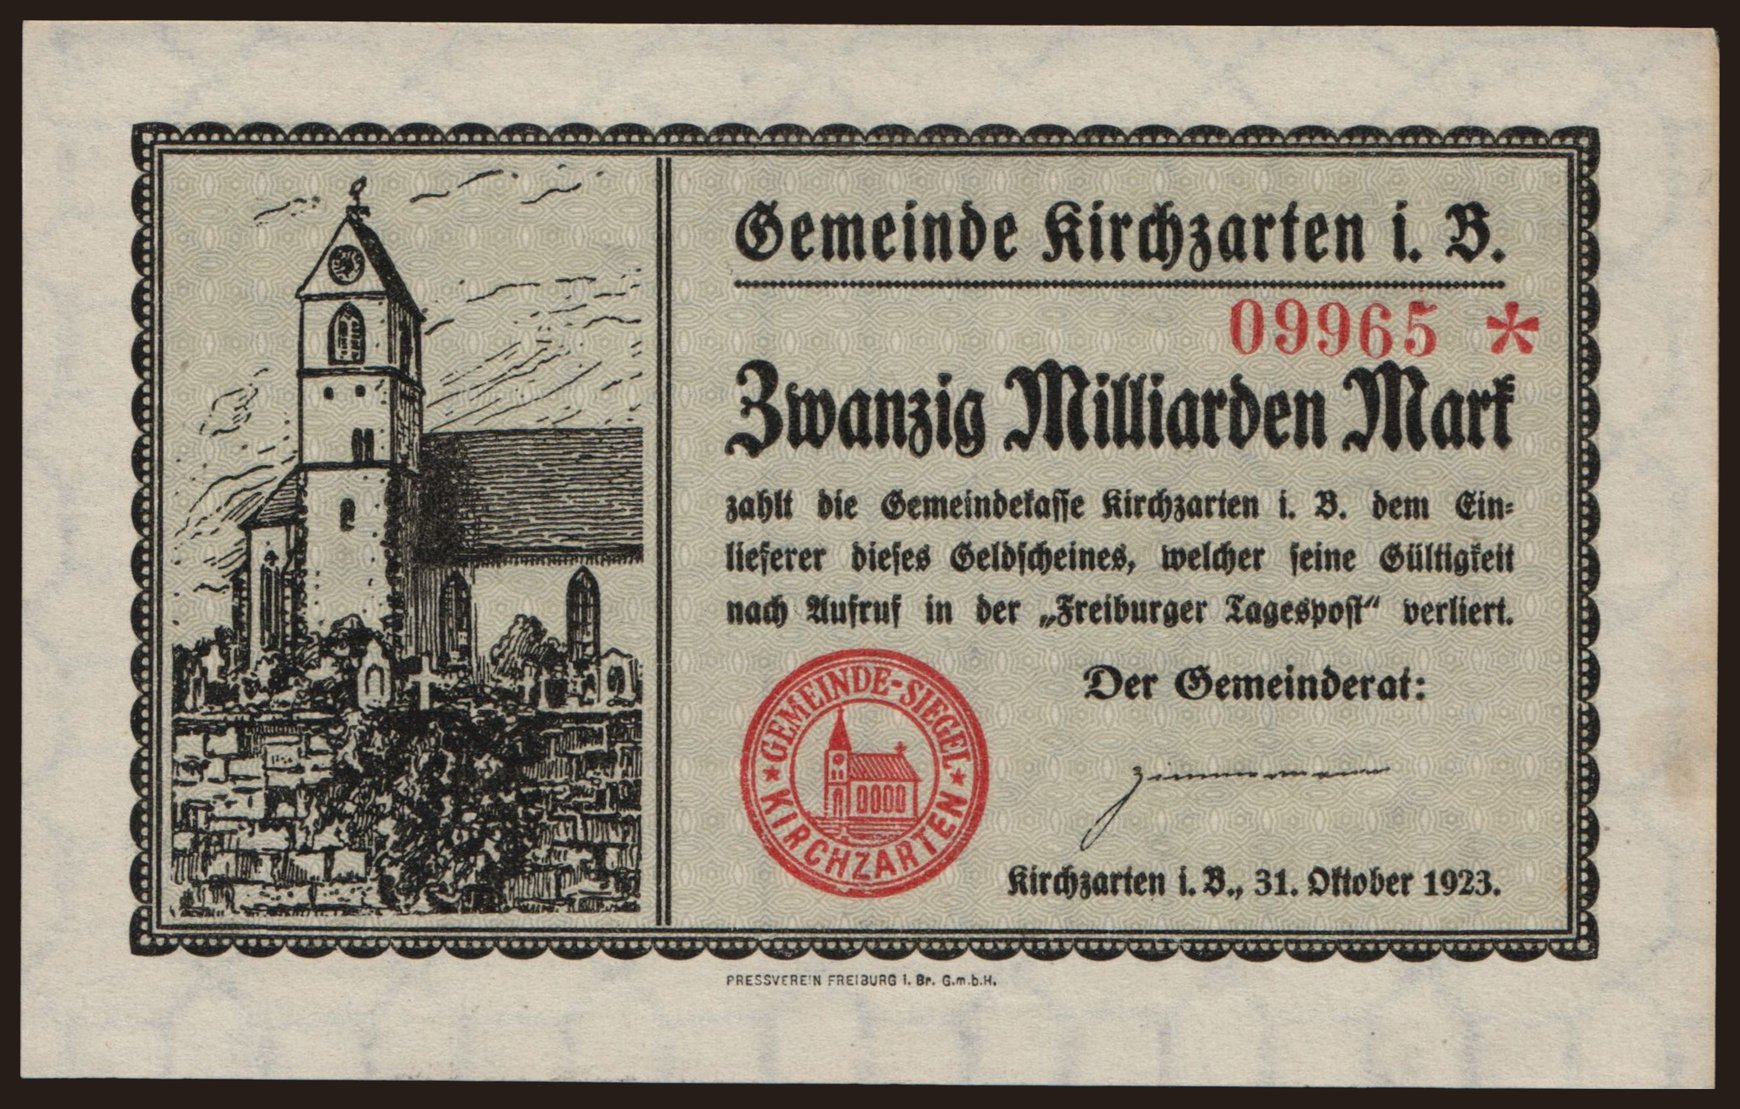 Gemeinde Kirchzarten i. B.
09965 *
Zwanzig Milliarden Mark
zahlt die Gemeindekasse Kirchzarten i. B. dem Ein-
lieferer dieses Geldscheines, welcher seine Gültigkeit
nach Aufruf in der „Freiburger Tagespost“ verliert.
Der Gemeinderat:
Zimmermann
GEMEINDE-SIEGEL
KIRCHZARTEN
Kirchzarten i. B., 31. Oktober 1923.
PRESSVEREIN FREIBURG i. Br. G.m.b.H.